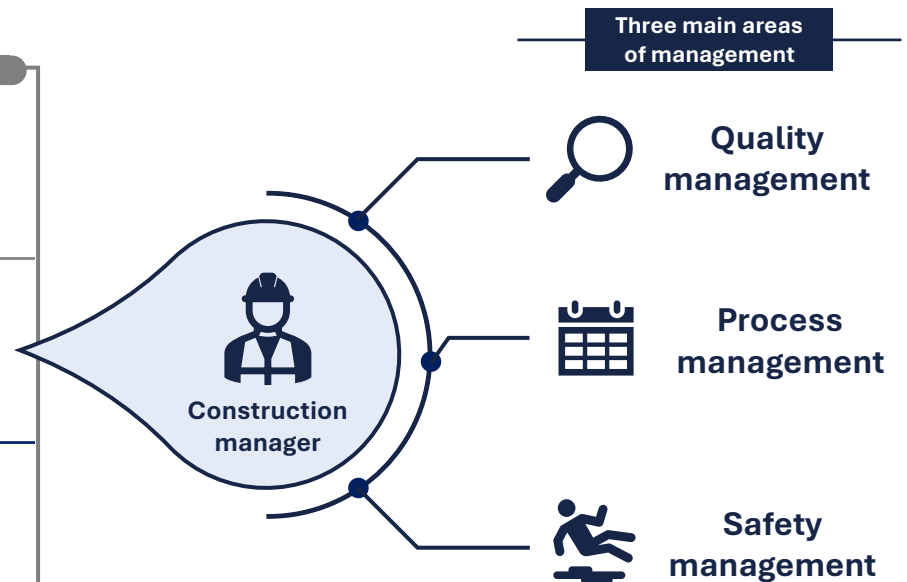 Three main areas
of management
Quality
management
Process
management
Construction
manager
Safety
management